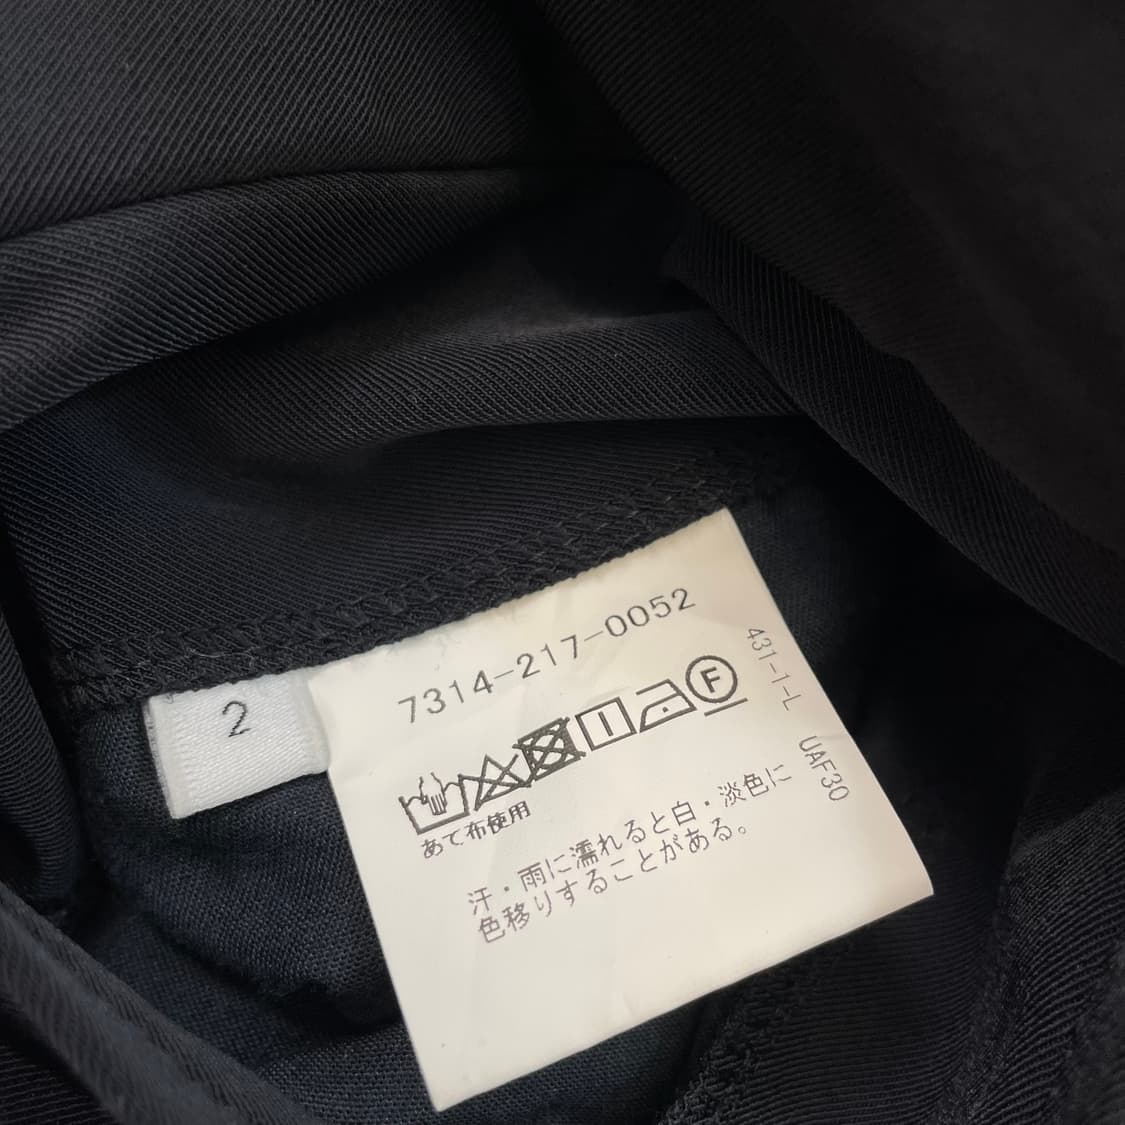 2
7314-217-0052
F
あて布使用
汗・雨に濡れると白・淡色に
色移りすることがある。
431-1-L UAF30